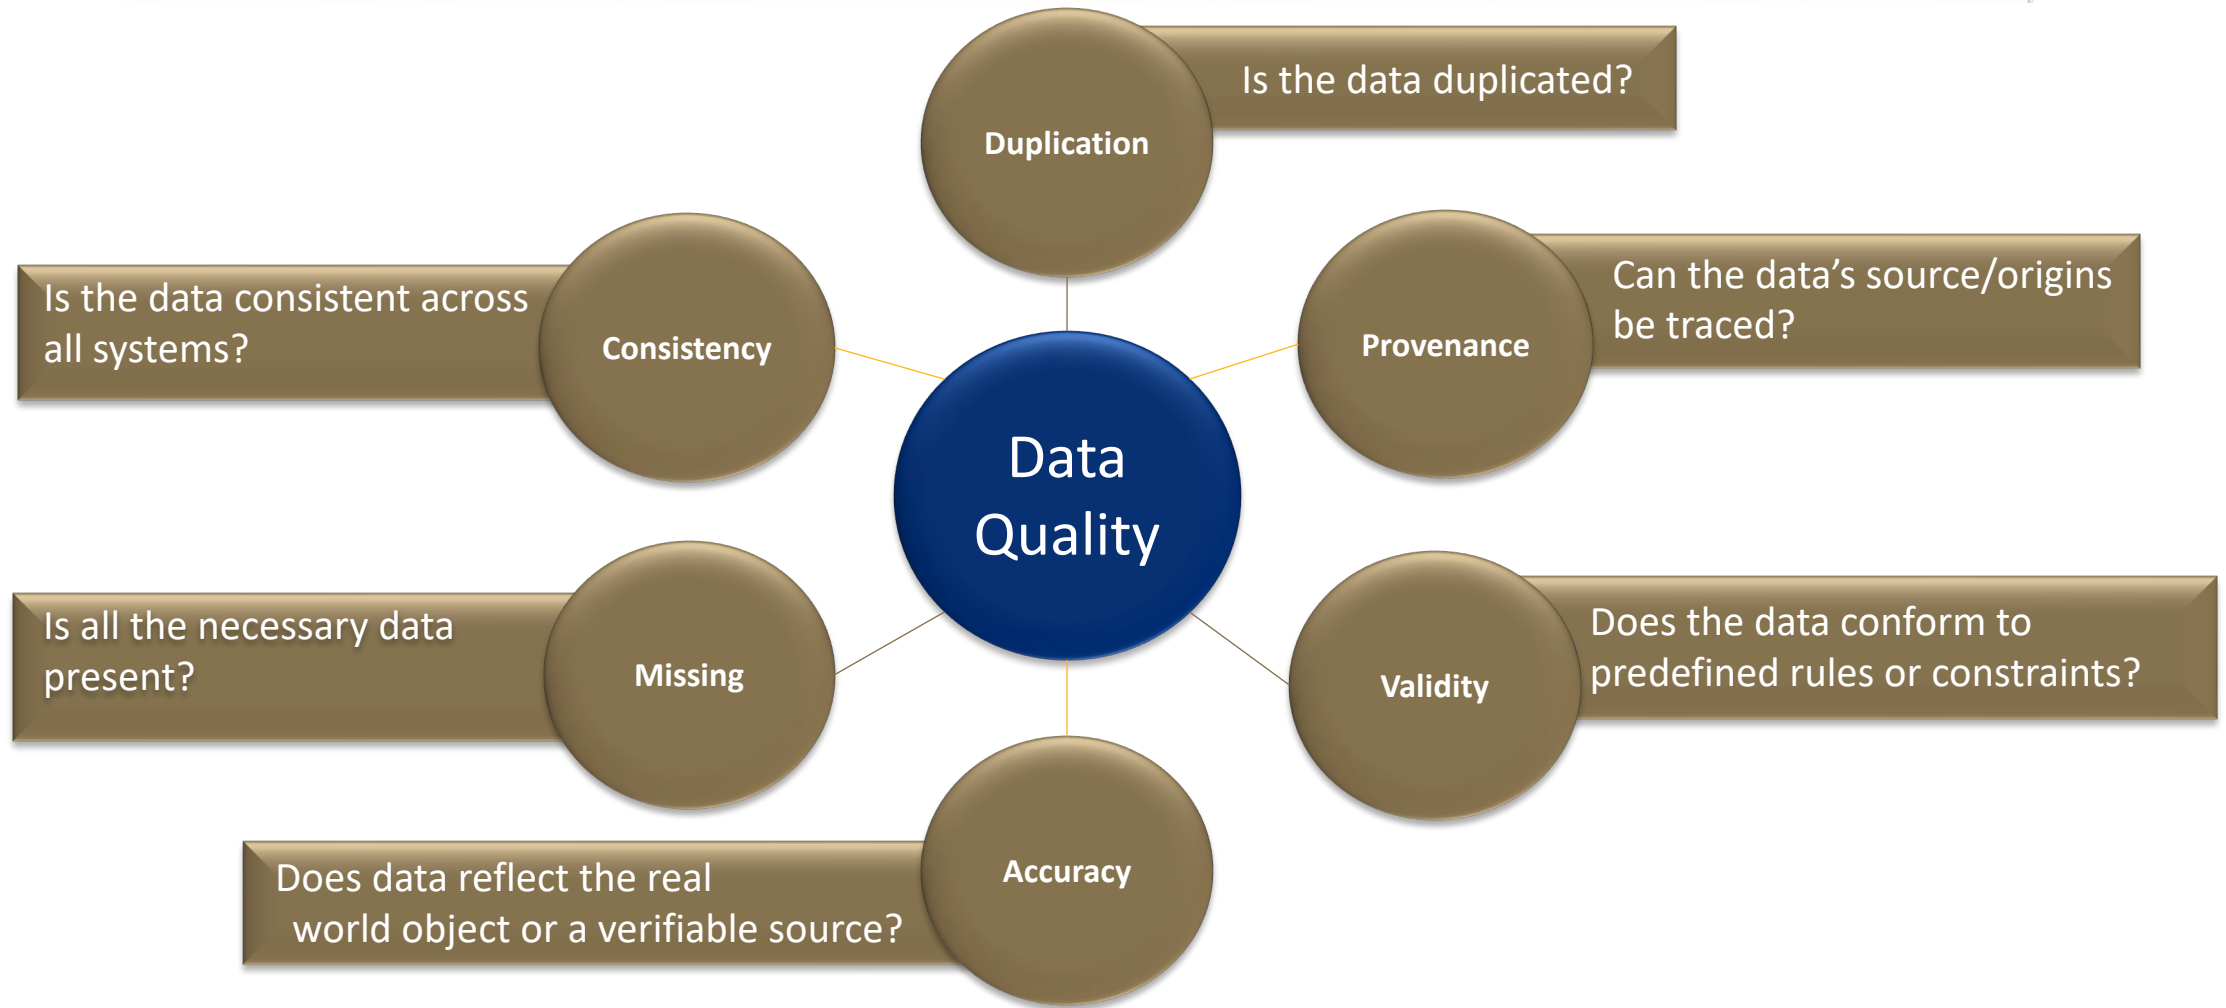 Duplication
Is the data duplicated?
Provenance
Can the data’s source/origins
be traced?
Validity
Does the data conform to
predefined rules or constraints?
Accuracy
Does data reflect the real
world object or a verifiable source?
Missing
Is all the necessary data
present?
Consistency
Is the data consistent across
all systems?
Data
Quality